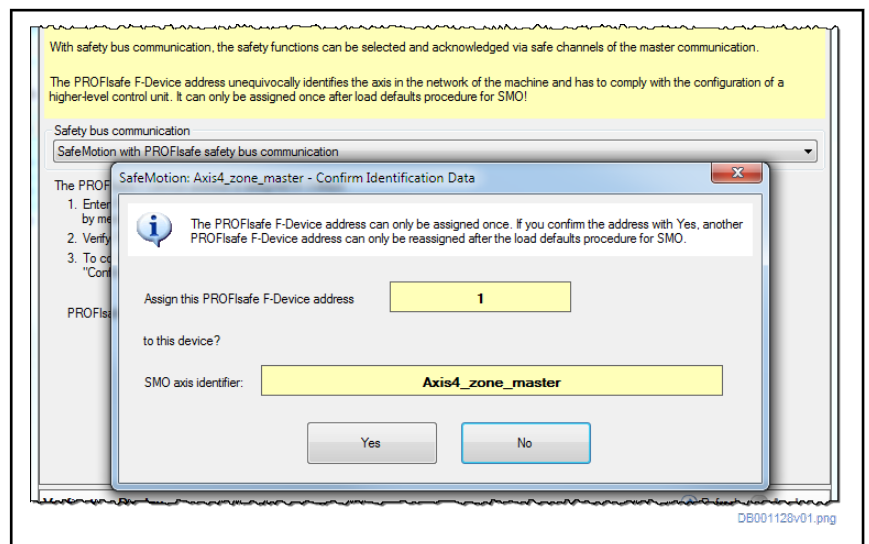 With safety bus communication, the safety functions can be selected and acknowledged via safe channels of the master communication.
The PROFIsafe F-Device address unequivocally identifies the axis in the network of the machine and has to comply with the configuration of a
higher-level control unit. It can only be assigned once after load defaults procedure for SMO!
Safety bus communication
SafeMotion with PROFIsafe safety bus communication
The PROF
SafeMotion: Axis4_zone_master - Confirm Identification Data
1. Enter
by me
2. Verify
3. To co
"Conf
PROFIsa
The PROFIsafe F-Device address can only be assigned once. If you confirm the address with Yes, another
PROFIsafe F-Device address can only be reassigned after the load defaults procedure for SMO.
Assign this PROFIsafe F-Device address 1
to this device?
SMO axis identifier: Axis4_zone_master
Yes No
DB001128v01.png